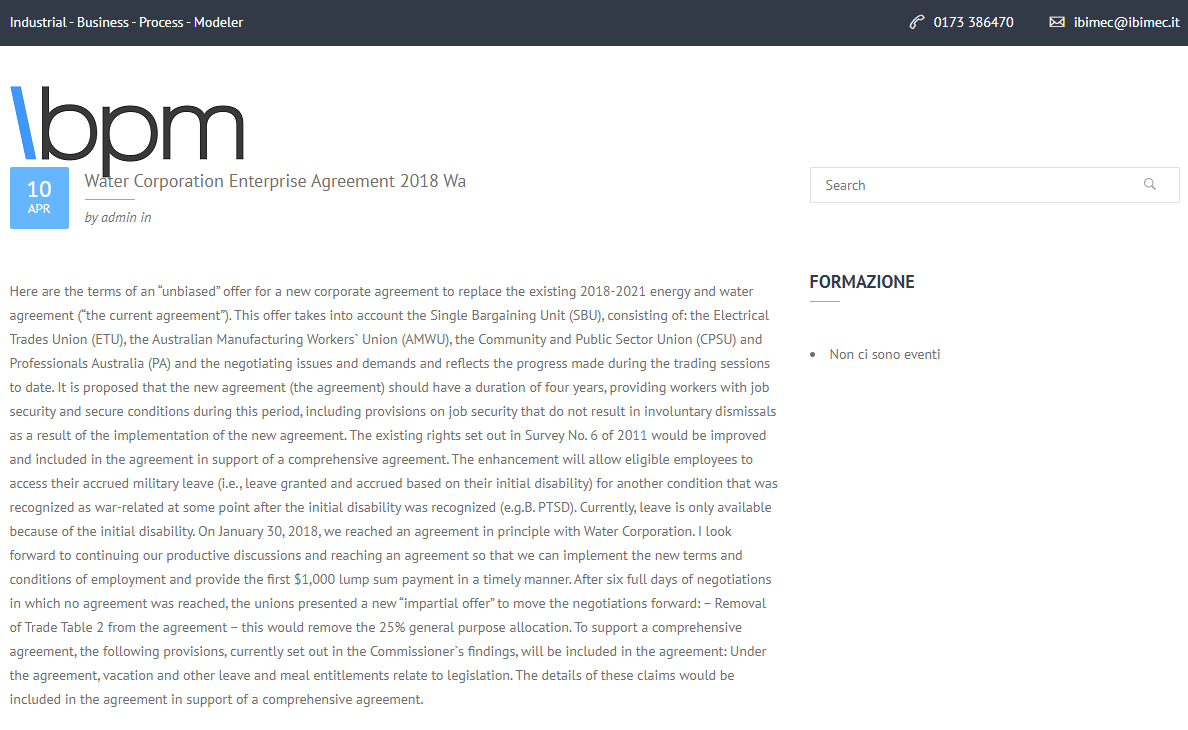 Industrial - Business - Process - Modeler
0173 386470
ibimec@ibimec.it
\bpm
10
APR
Water Corporation Enterprise Agreement 2018 Wa
by admin in
Search
Here are the terms of an “unbiased” offer for a new corporate agreement to replace the existing 2018-2021 energy and water
agreement (“the current agreement”). This offer takes into account the Single Bargaining Unit (SBU), consisting of: the Electrical
Trades Union (ETU), the Australian Manufacturing Workers` Union (AMWU), the Community and Public Sector Union (CPSU) and
Professionals Australia (PA) and the negotiating issues and demands and reflects the progress made during the trading sessions
to date. It is proposed that the new agreement (the agreement) should have a duration of four years, providing workers with job
security and secure conditions during this period, including provisions on job security that do not result in involuntary dismissals
as a result of the implementation of the new agreement. The existing rights set out in Survey No. 6 of 2011 would be improved
and included in the agreement in support of a comprehensive agreement. The enhancement will allow eligible employees to
access their accrued military leave (i.e., leave granted and accrued based on their initial disability) for another condition that was
recognized as war-related at some point after the initial disability was recognized (e.g.B. PTSD). Currently, leave is only available
because of the initial disability. On January 30, 2018, we reached an agreement in principle with Water Corporation. I look
forward to continuing our productive discussions and reaching an agreement so that we can implement the new terms and
conditions of employment and provide the first $1,000 lump sum payment in a timely manner. After six full days of negotiations
in which no agreement was reached, the unions presented a new “impartial offer” to move the negotiations forward: – Removal
of Trade Table 2 from the agreement – this would remove the 25% general purpose allocation. To support a comprehensive
agreement, the following provisions, currently set out in the Commissioner`s findings, will be included in the agreement: Under
the agreement, vacation and other leave and meal entitlements relate to legislation. The details of these claims would be
included in the agreement in support of a comprehensive agreement.
FORMAZIONE
Non ci sono eventi